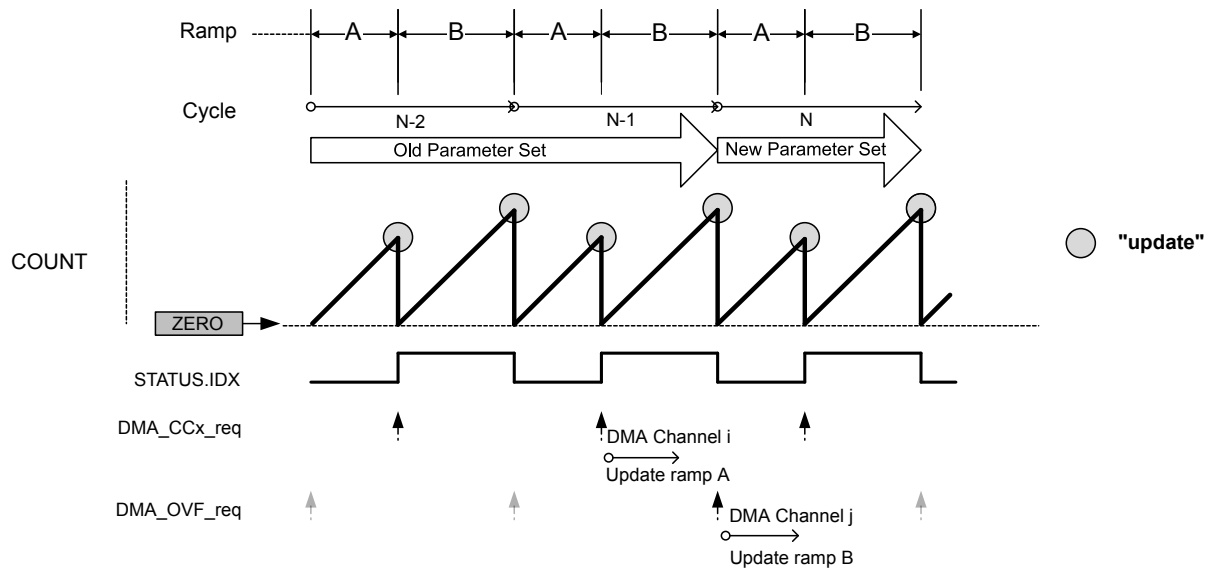 Ramp A B A B A B
Cycle
N-2 N-1 N
Old Parameter Set New Parameter Set
"update"
COUNT
ZERO
STATUS.IDX
DMA_CCx_req
DMA Channel i
Update ramp A
DMA_OVF_req
DMA Channel j
Update ramp B